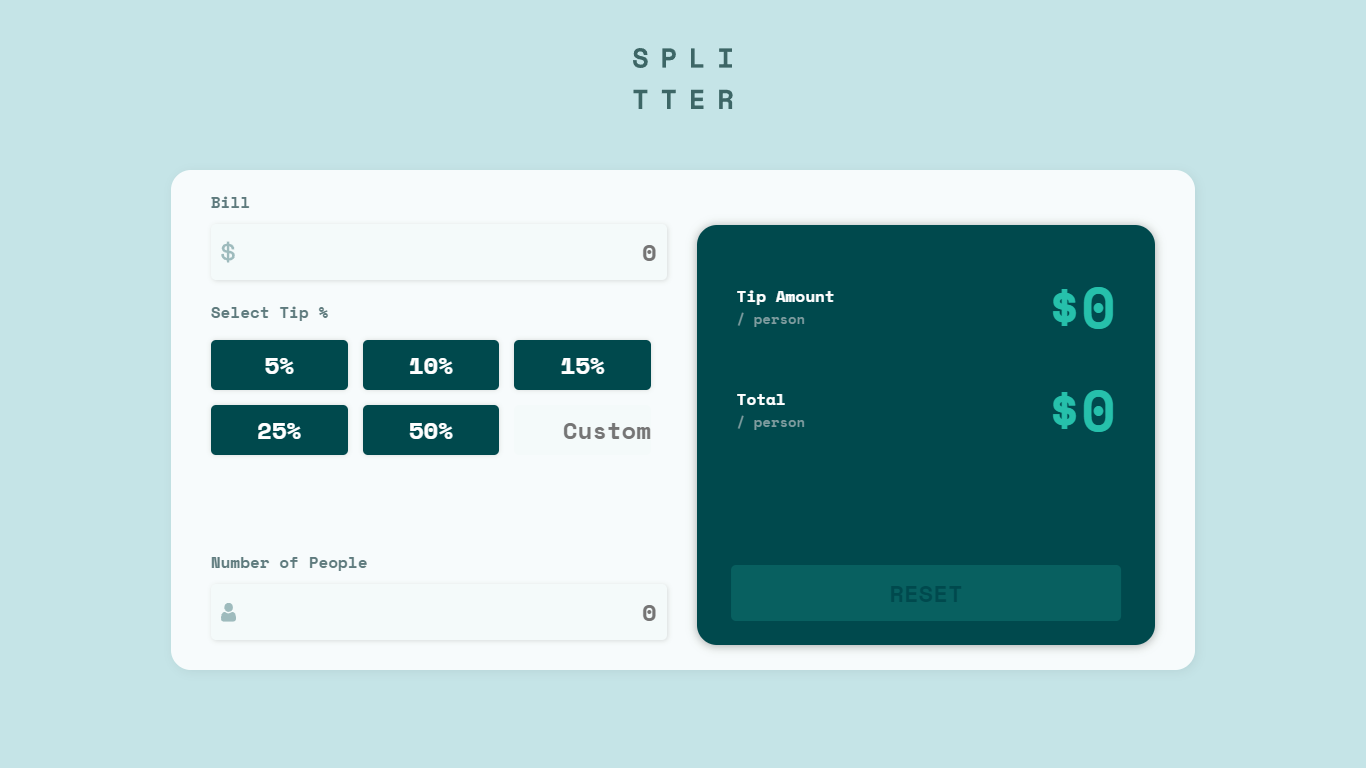 SPLI
TTER
Bill
$ 0
Select Tip %
5% 10% 15%
25% 50% Custom
Number of People
0
Tip Amount
/ person
$0
Total
/ person
$0
RESET